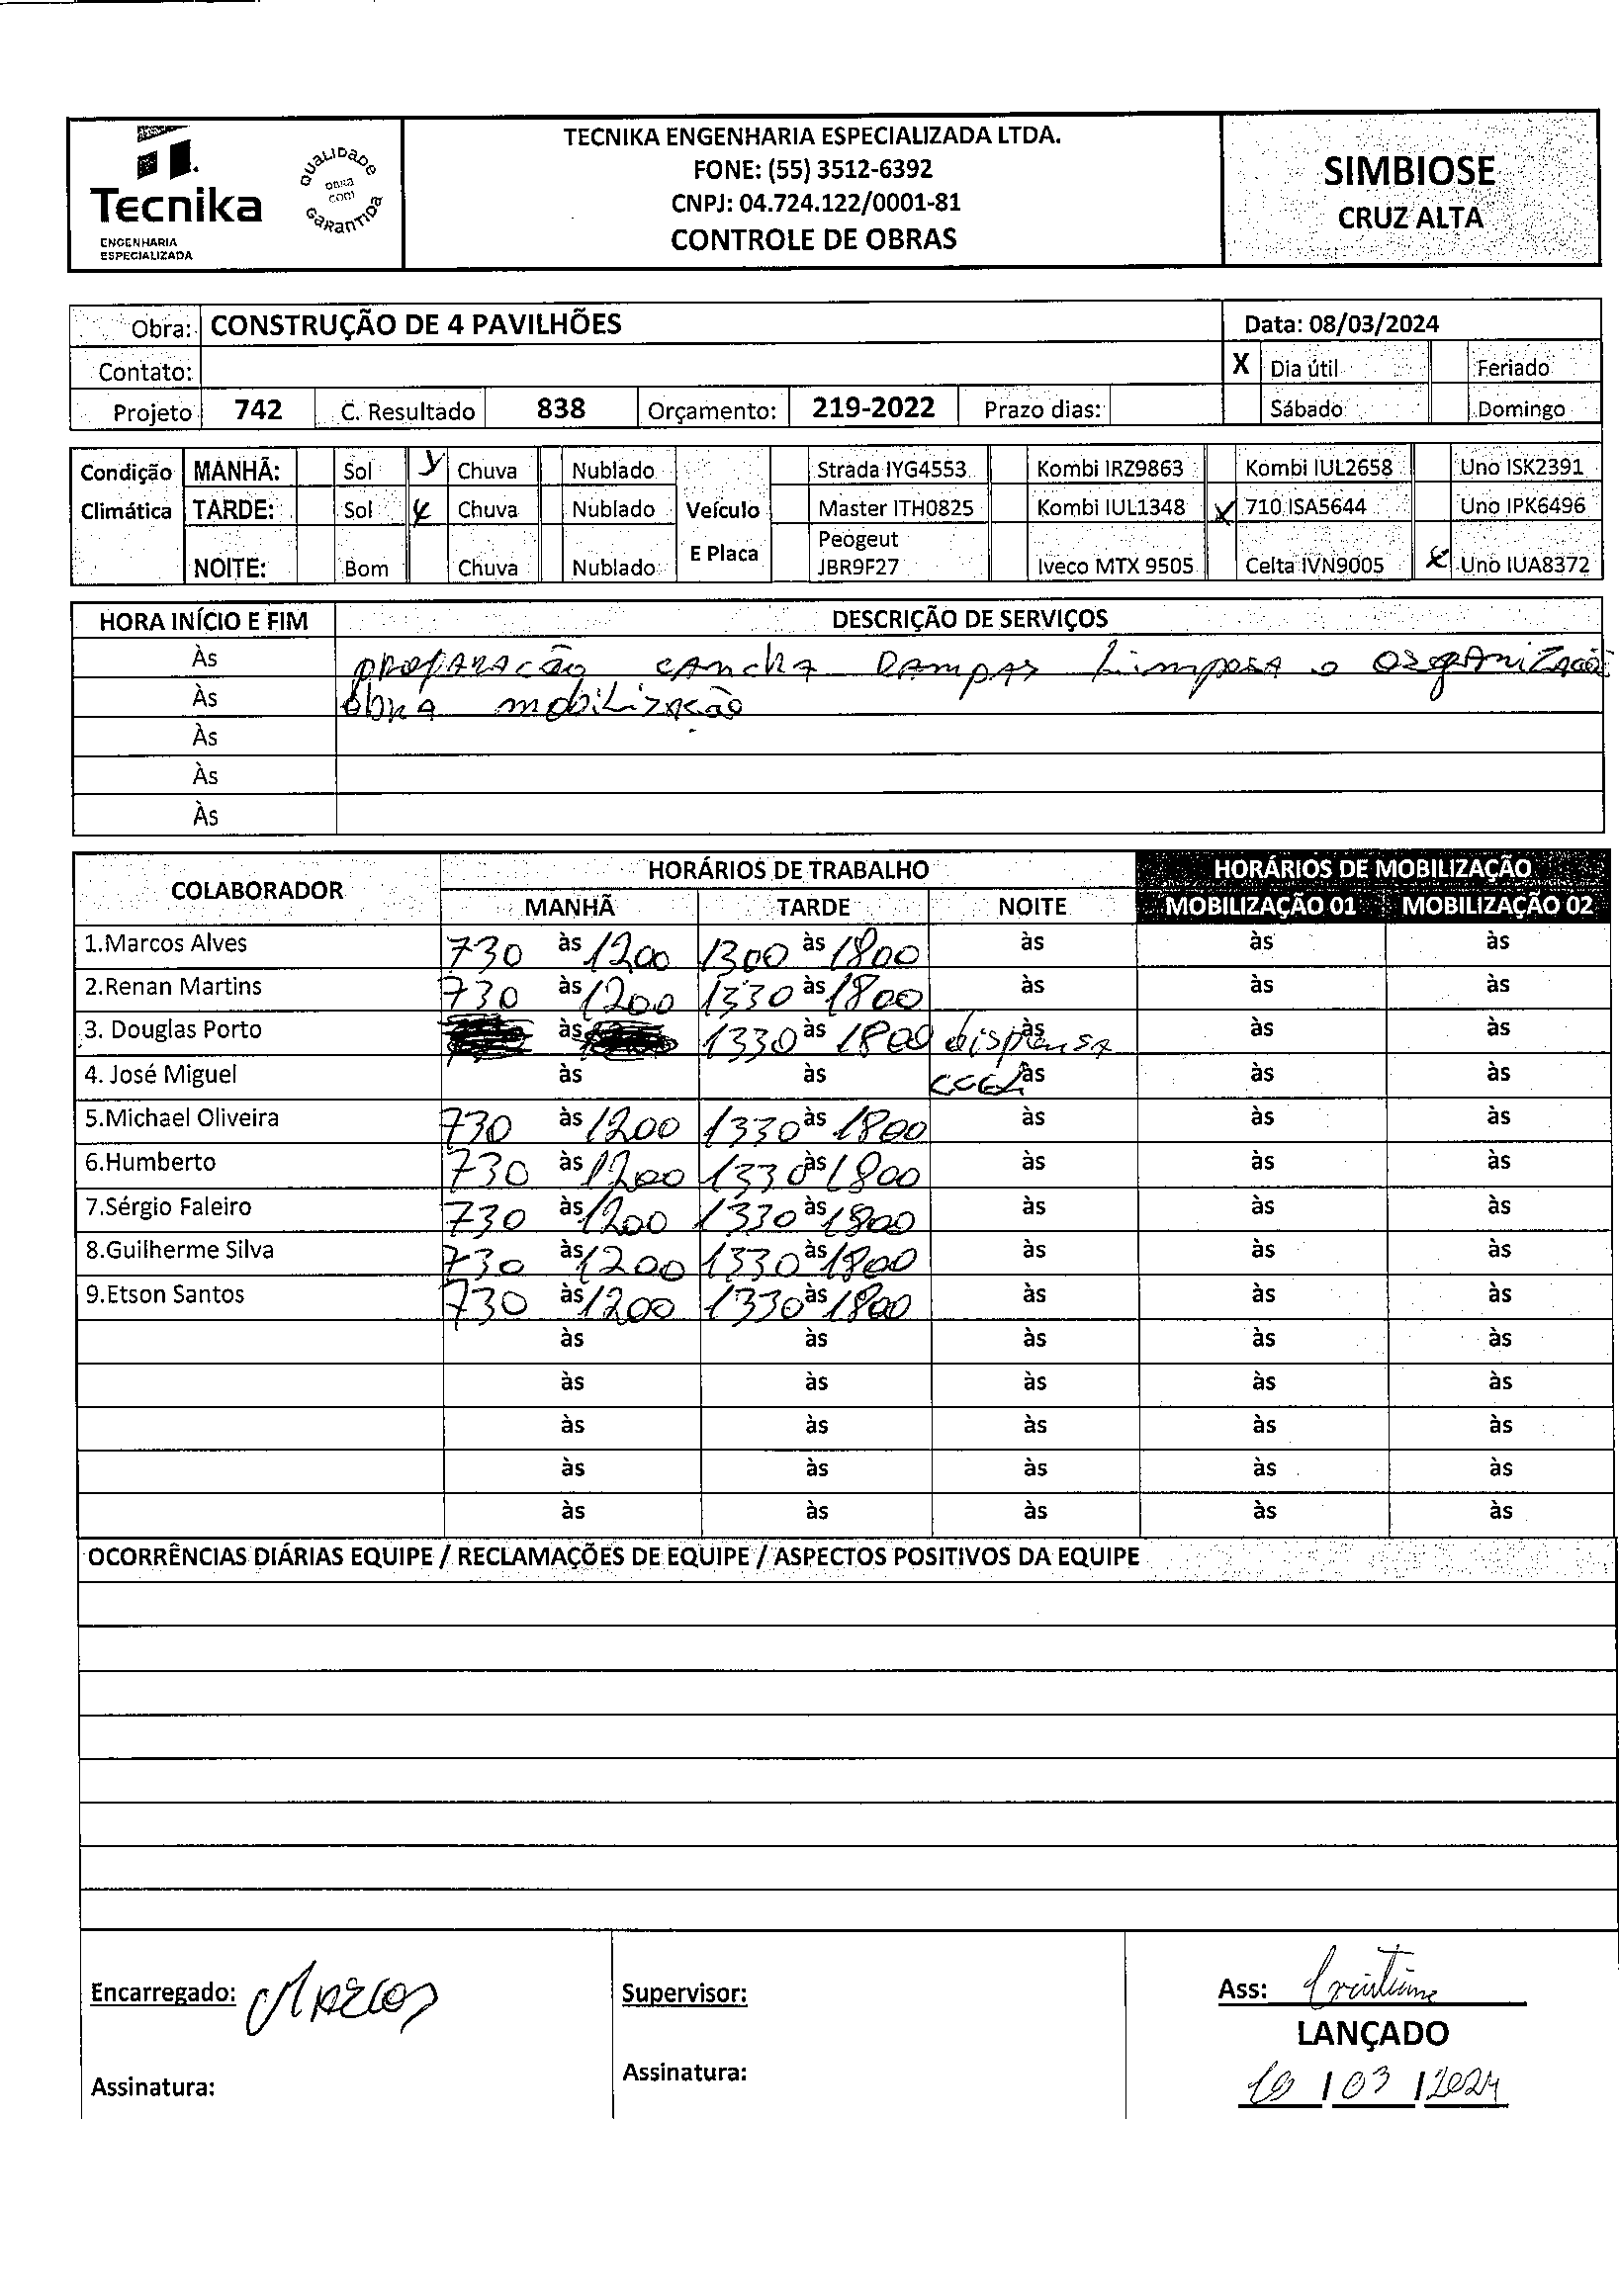 Tecnika
ENGENHARIA
ESPECIALIZADA
QUALIDADE
OBRA
COM
GARANTIDA
TECNIKA ENGENHARIA ESPECIALIZADA LTDA.
FONE: (55) 3512-6392
CNPJ: 04.724.122/0001-81
CONTROLE DE OBRAS
SIMBIOSE
CRUZ ALTA
Obra: CONSTRUÇÃO DE 4 PAVILHÕES Data: 08/03/2024
Contato: X Dia útil Feriado
Projeto 742 C. Resultado 838 Orçamento: 219-2022 Prazo dias: Sábado Domingo
Condição MANHÃ: Sol X Chuva Nublado Strada IYG4553 Kombi IRZ9863 Kombi IUL2658 Uno ISK2391
Climática TARDE: Sol X Chuva Nublado Veículo Master ITH0825 Kombi IUL1348 X 710 ISA5644 Uno IPK6496
NOITE: Bom Chuva Nublado E Placa Peogeut JBR9F27 Iveco MTX 9505 Celta IVN9005 X Uno IUA8372
HORA INÍCIO E FIM DESCRIÇÃO DE SERVIÇOS
Às preparação cancha rampas Limpesa e organização
Às obra mobilização
Às
Às
Às
COLABORADOR HORÁRIOS DE TRABALHO HORÁRIOS DE MOBILIZAÇÃO
MANHÃ TARDE NOITE MOBILIZAÇÃO 01 MOBILIZAÇÃO 02
1.Marcos Alves 730 às 1200 1300 às 1800 às às às
2.Renan Martins 730 às 1200 1330 às 1800 às às às
3. Douglas Porto às 1330 às 1800 dispensa às às às
4. José Miguel às às às às às
5.Michael Oliveira 730 às 1200 1330 às 1800 às às às
6.Humberto 730 às 1200 1330 às 1800 às às às
7.Sérgio Faleiro 730 às 1200 1330 às 1800 às às às
8.Guilherme Silva 730 às 1200 1330 às 1800 às às às
9.Etson Santos 730 às 1200 1330 às 1800 às às às
às às às às às
às às às às às
às às às às às
às às às às às
às às às às às
OCORRÊNCIAS DIÁRIAS EQUIPE / RECLAMAÇÕES DE EQUIPE / ASPECTOS POSITIVOS DA EQUIPE
Encarregado: Marcos
Assinatura:
Supervisor:
Assinatura:
Ass: Cristiane
LANÇADO
/ 03 / 2024